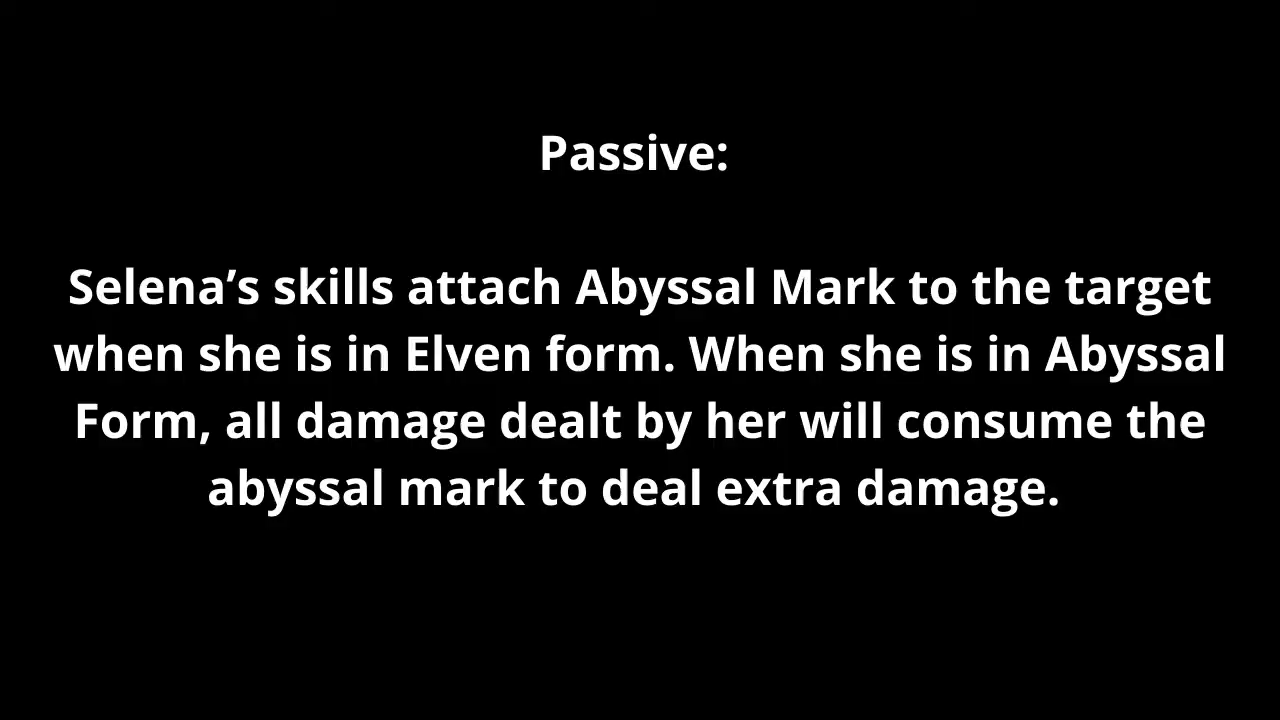 Passive:
Selena’s skills attach Abyssal Mark to the target
when she is in Elven form. When she is in Abyssal
Form, all damage dealt by her will consume the
abyssal mark to deal extra damage.